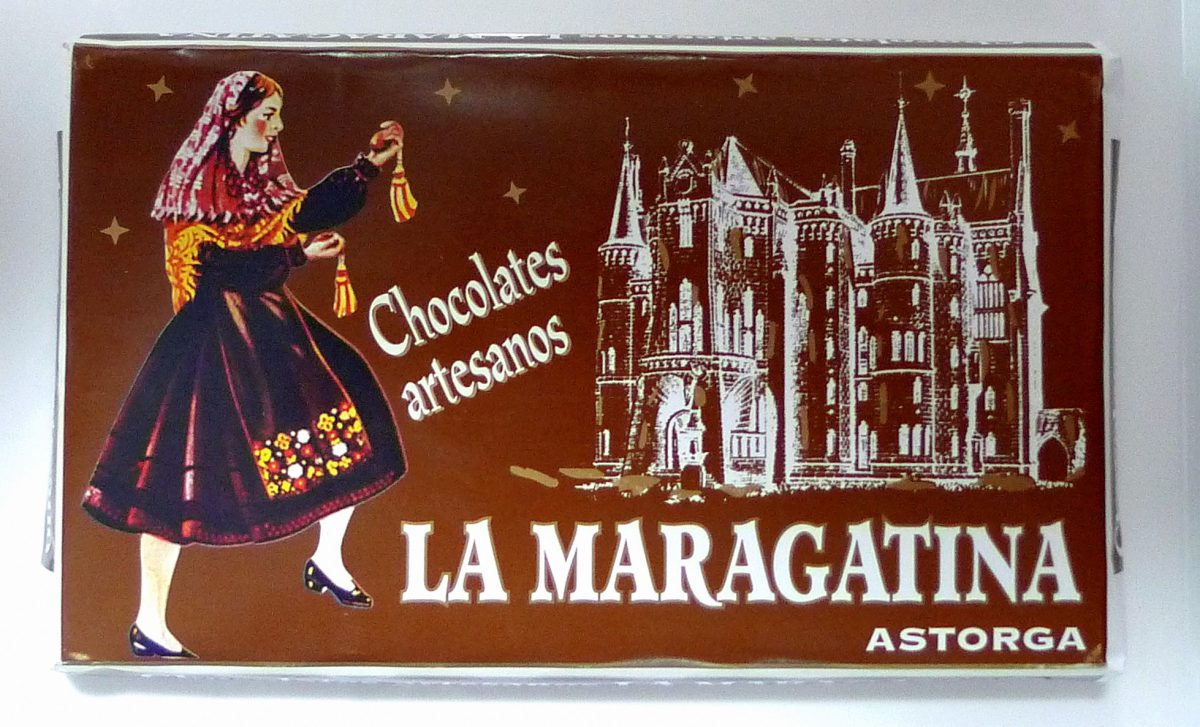 Chocolates
artesanos
LA MARAGATINA
ASTORGA